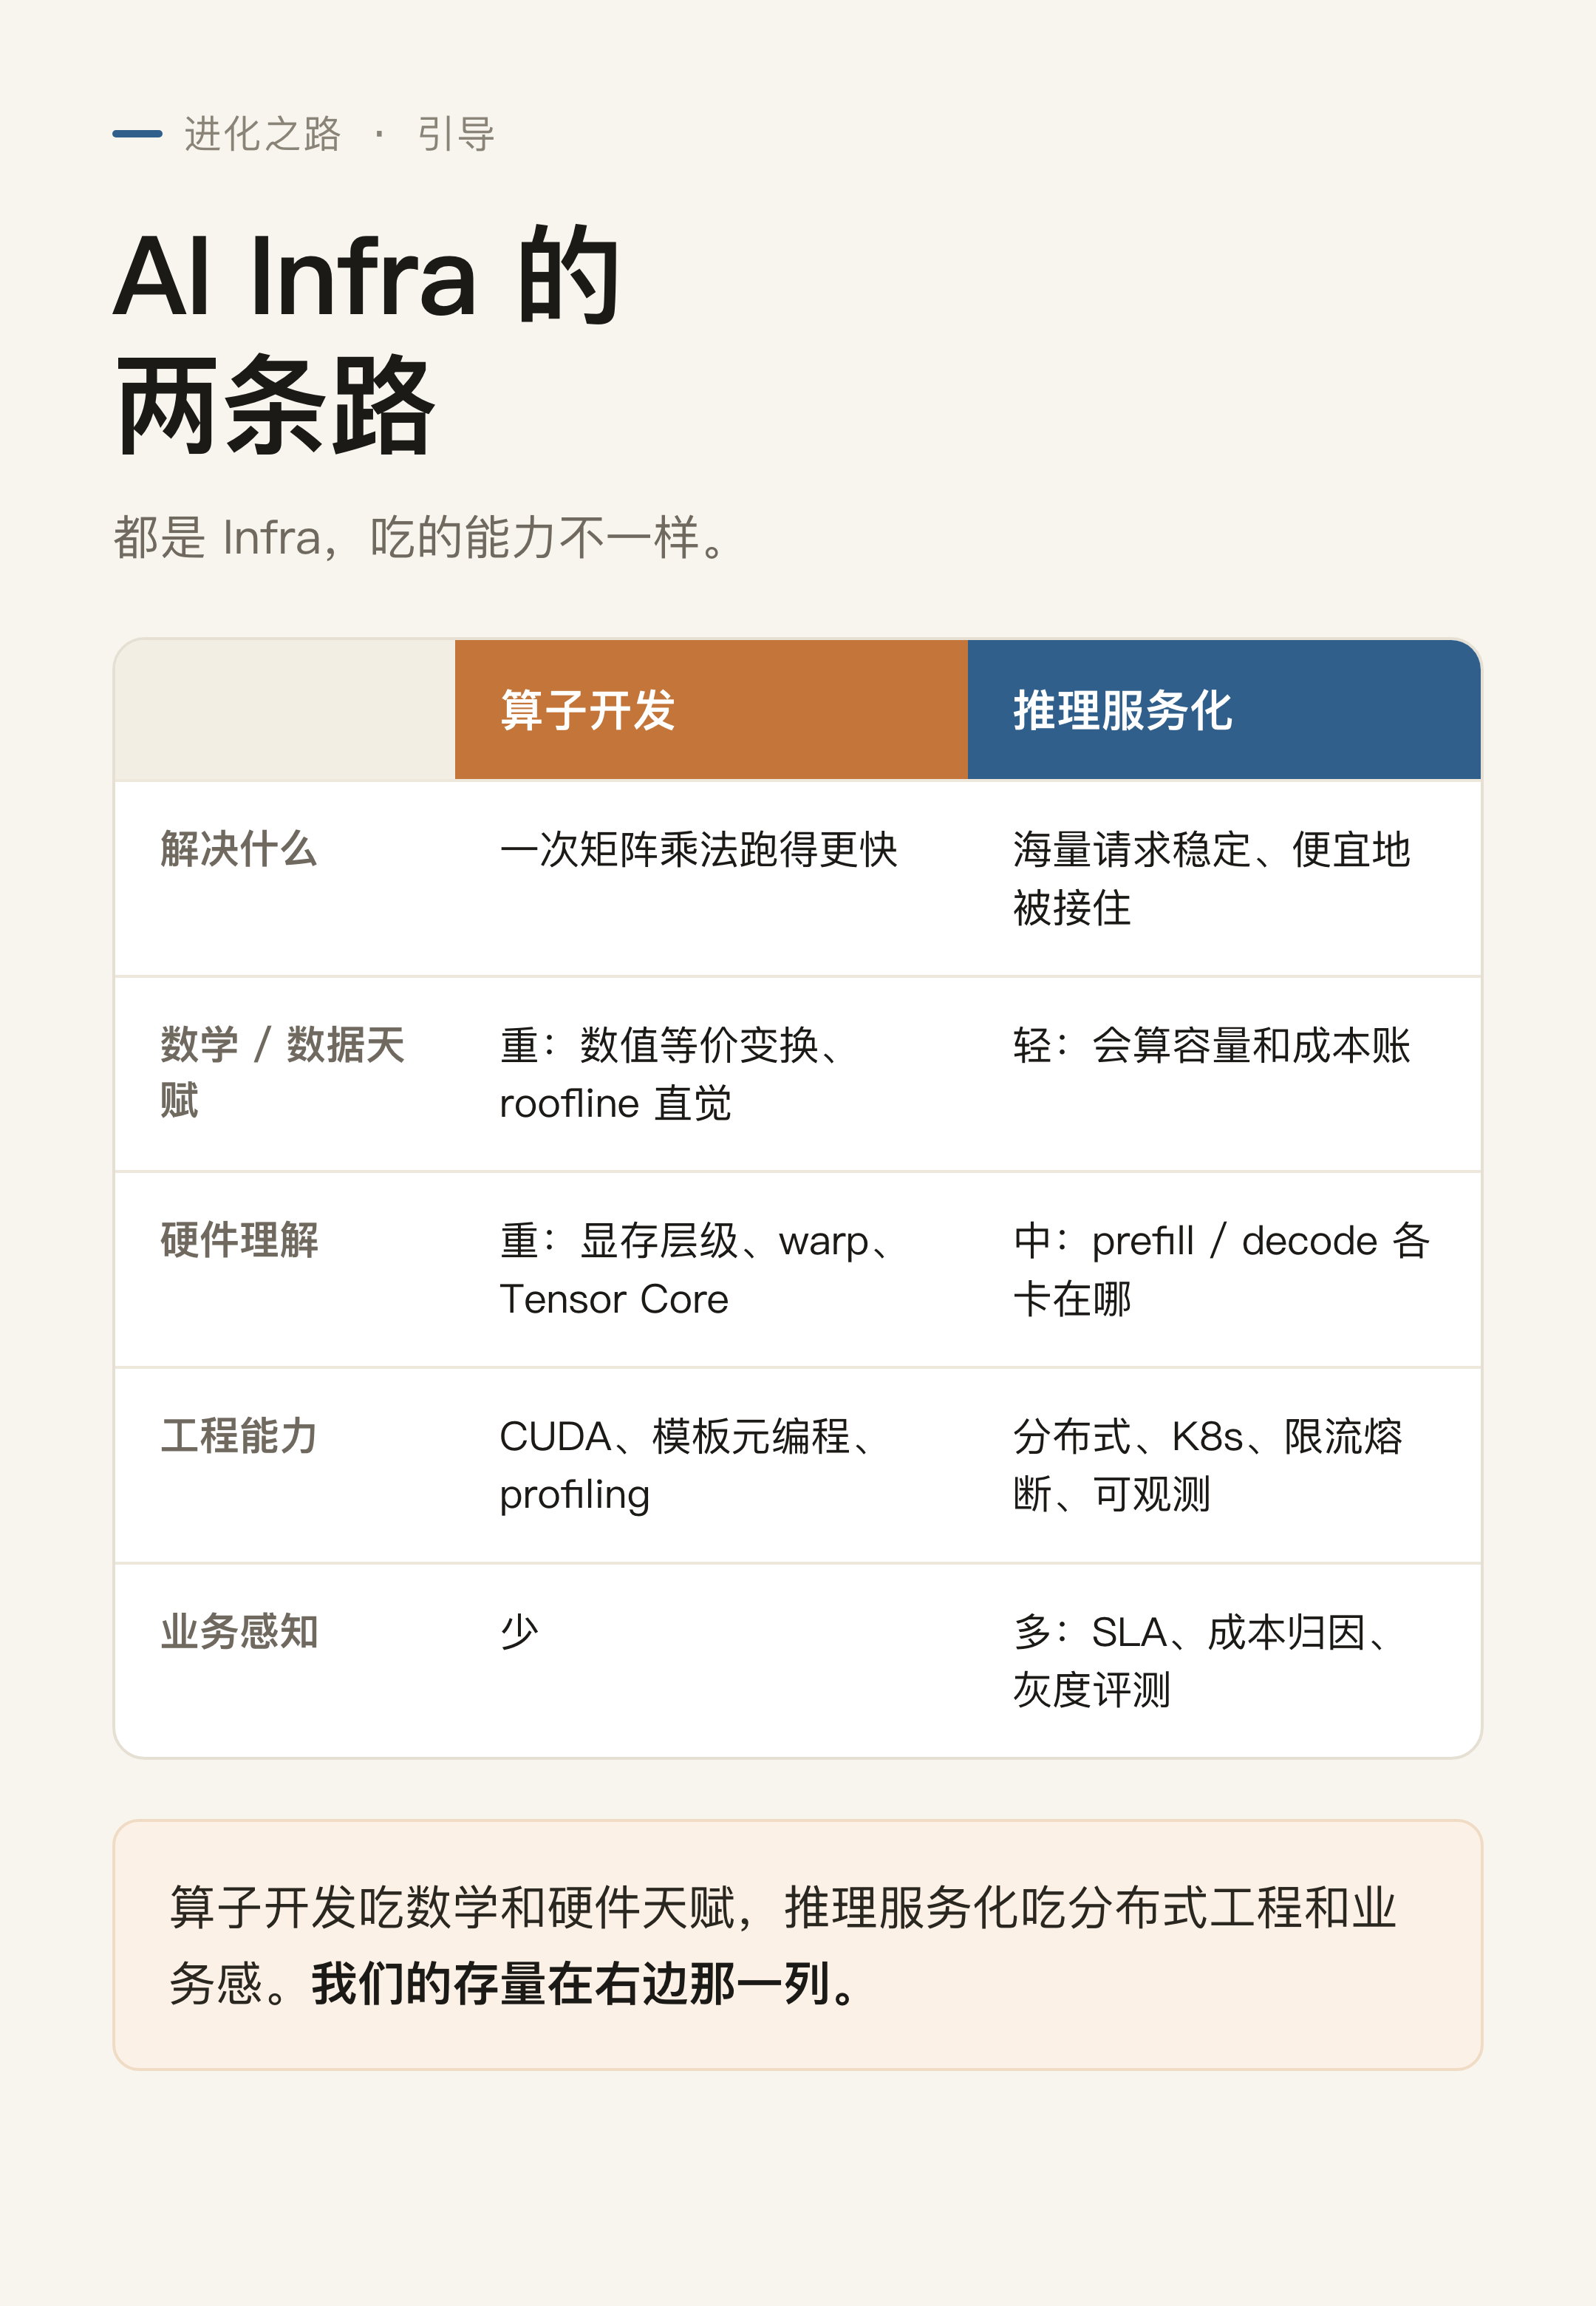 进化之路 · 引导
AI Infra 的
两条路
都是 Infra，吃的能力不一样。
算子开发 推理服务化
解决什么 一次矩阵乘法跑得更快 海量请求稳定、便宜地
被接住
数学 / 数据天 重：数值等价变换、 轻：会算容量和成本账
赋 roofline 直觉
硬件理解 重：显存层级、warp、 中：prefill / decode 各
Tensor Core 卡在哪
工程能力 CUDA、模板元编程、 分布式、K8s、限流熔
profiling 断、可观测
业务感知 少 多：SLA、成本归因、
灰度评测
算子开发吃数学和硬件天赋，推理服务化吃分布式工程和业
务感。我们的存量在右边那一列。